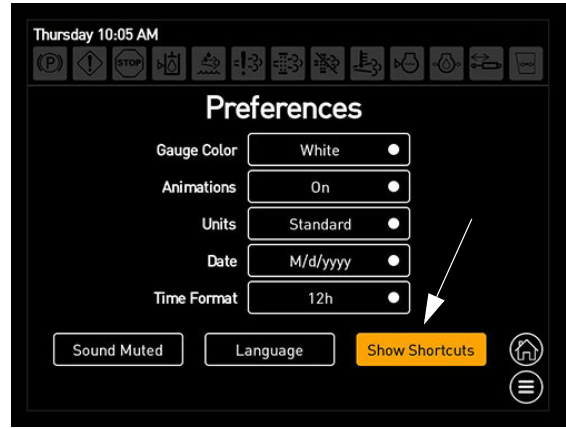 Thursday 10:05 AM
(P) STOP
Preferences
Gauge Color White
Animations On
Units Standard
Date M/d/yyyy
Time Format 12h
Sound Muted Language Show Shortcuts